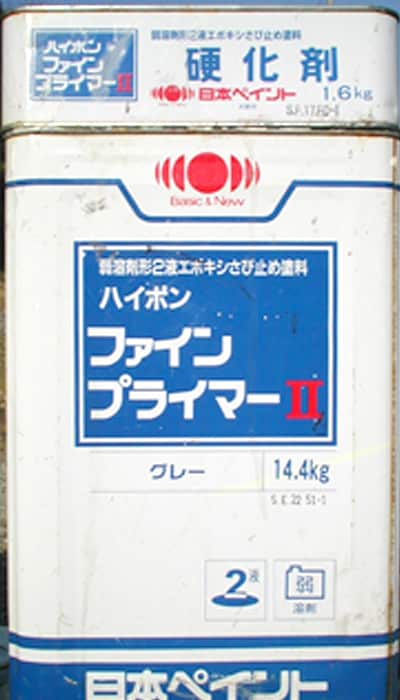 弱溶剤形2液エポキシさび止め塗料
ハイポン
ファイン
プライマーII
硬化剤
日本ペイント 1.6kg
Basic & New
弱溶剤形2液エポキシさび止め塗料
ハイポン
ファイン
プライマーII
グレー 14.4kg
S.E 22 51-1
2液
弱
溶剤
日本ペイント